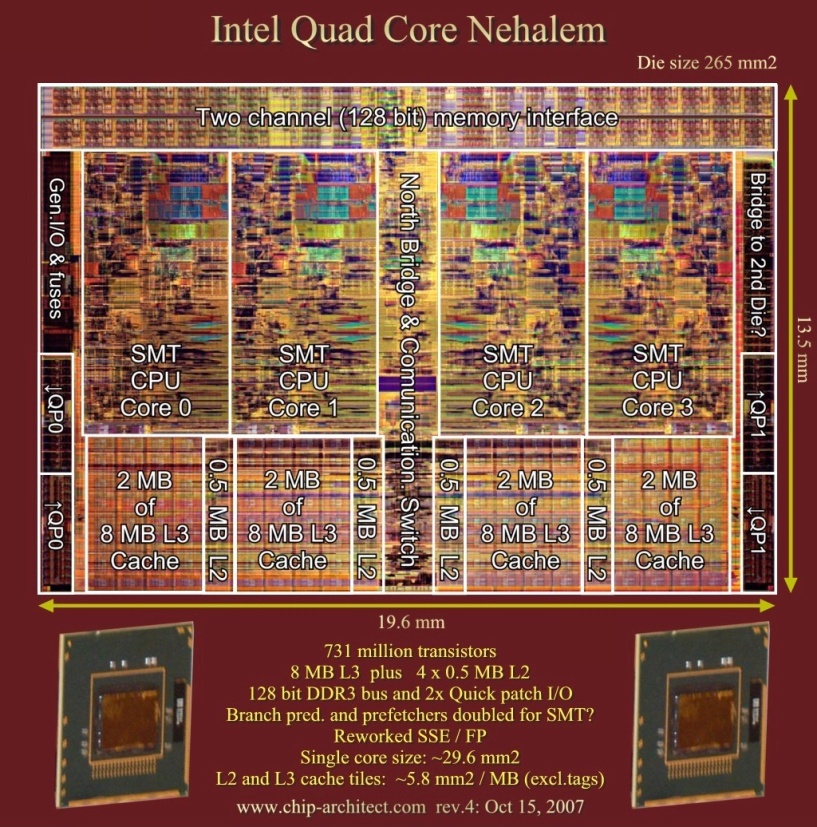 Intel Quad Core Nehalem
Die size 265 mm2
Two channel (128 bit) memory interface
Gen.I/O & fuses
North Bridge & Comunication. Switch
Bridge to 2nd Die?
SMT
CPU
Core 0
SMT
CPU
Core 1
SMT
CPU
Core 2
SMT
CPU
Core 3
13.5 mm
↓QP0
↑QP0
↑QP1
↓QP1
2 MB
of
8 MB L3
Cache
0.5 MB L2
2 MB
of
8 MB L3
Cache
0.5 MB L2
0.5 MB L2
2 MB
of
8 MB L3
Cache
0.5 MB L2
2 MB
of
8 MB L3
Cache
19.6 mm
731 million transistors
8 MB L3 plus 4 x 0.5 MB L2
128 bit DDR3 bus and 2x Quick patch I/O
Branch pred. and prefetchers doubled for SMT?
Reworked SSE / FP
Single core size: ~29.6 mm2
L2 and L3 cache tiles: ~5.8 mm2 / MB (excl.tags)
www.chip-architect.com rev.4: Oct 15, 2007